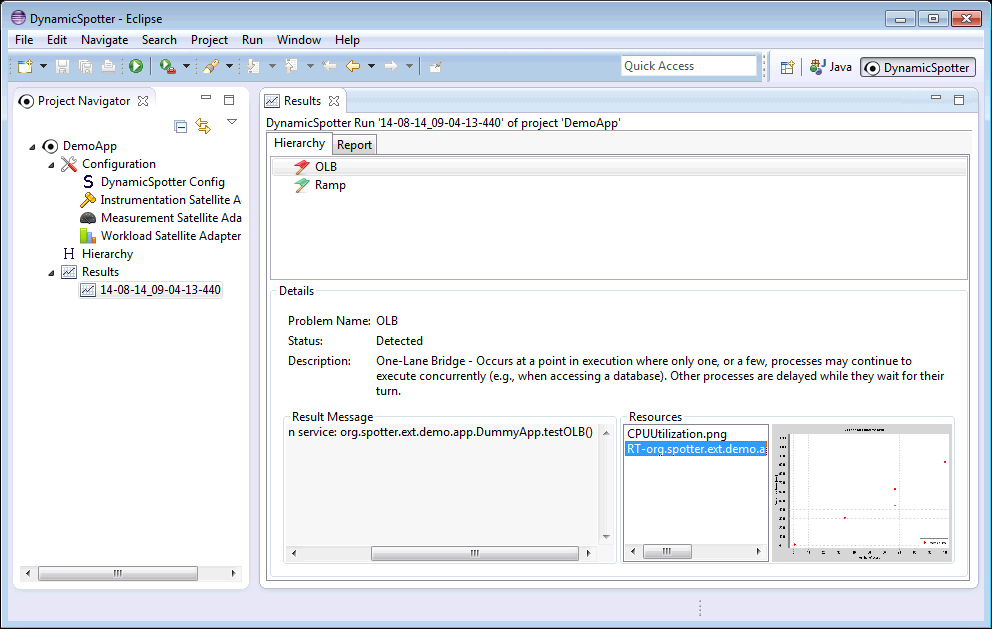 DynamicSpotter - Eclipse
File Edit Navigate Search Project Run Window Help
Quick Access
Java
DynamicSpotter
Project Navigator
DemoApp
Configuration
DynamicSpotter Config
Instrumentation Satellite A
Measurement Satellite Ada
Workload Satellite Adapter
H Hierarchy
Results
14-08-14_09-04-13-440
Results
DynamicSpotter Run '14-08-14_09-04-13-440' of project 'DemoApp'
Hierarchy Report
OLB
Ramp
Details
Problem Name: OLB
Status: Detected
Description: One-Lane Bridge - Occurs at a point in execution where only one, or a few, processes may continue to
execute concurrently (e.g., when accessing a database). Other processes are delayed while they wait for their
turn.
Result Message
n service: org.spotter.ext.demo.app.DummyApp.testOLB()
Resources
CPUUtilization.png
RT-org.spotter.ext.demo.a